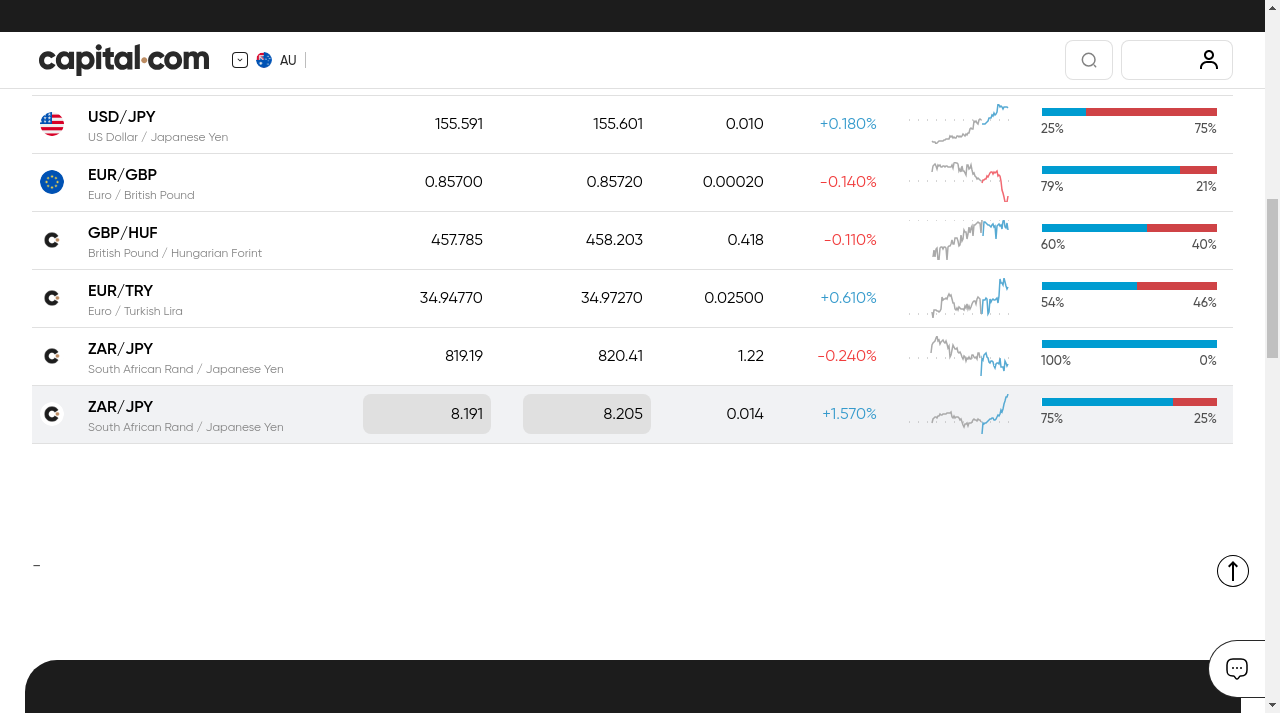 capital.com
AU
USD/JPY
US Dollar / Japanese Yen
155.591
155.601
0.010
+0.180%
25%
75%
EUR/GBP
Euro / British Pound
0.85700
0.85720
0.00020
-0.140%
79%
21%
GBP/HUF
British Pound / Hungarian Forint
457.785
458.203
0.418
-0.110%
60%
40%
EUR/TRY
Euro / Turkish Lira
34.94770
34.97270
0.02500
+0.610%
54%
46%
ZAR/JPY
South African Rand / Japanese Yen
819.19
820.41
1.22
-0.240%
100%
0%
ZAR/JPY
South African Rand / Japanese Yen
8.191
8.205
0.014
+1.570%
75%
25%
–